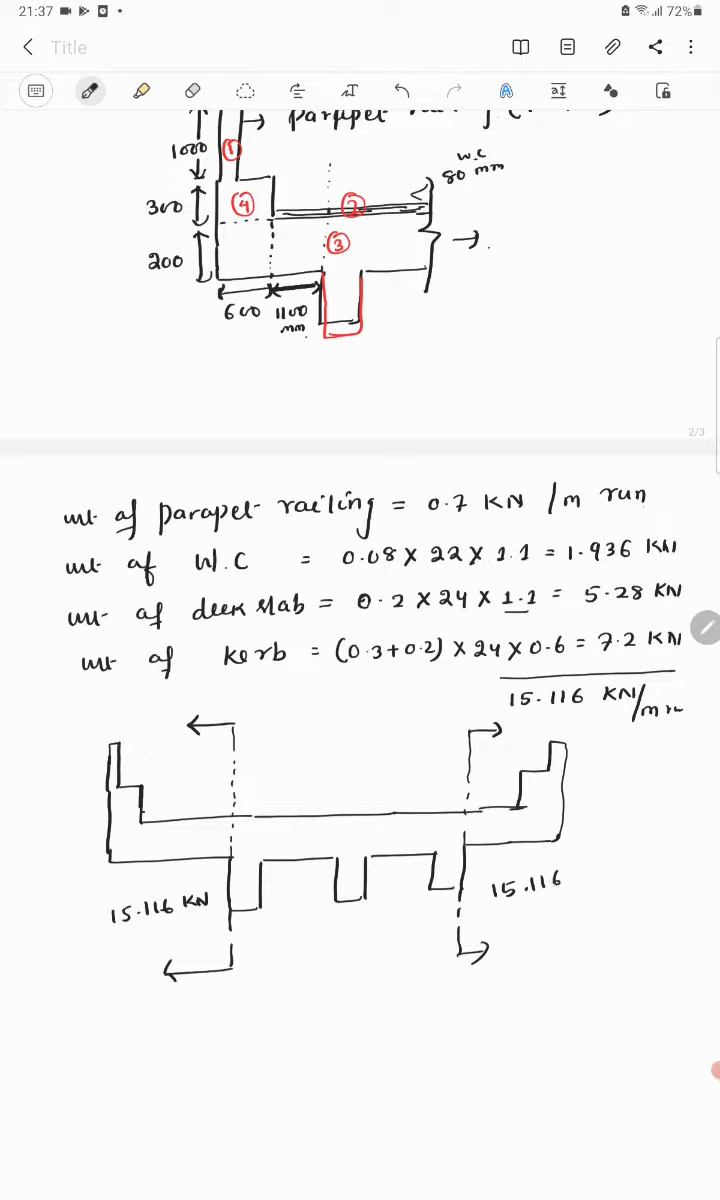 21:37
72%
Title
parppet
1000
1
W.C
80 mm
300
4
2
3
200
600
1100
mm
2/3
wt of parapet railing = 0.7 KN /m run
wt of W.C = 0.08 X 22 X 1.1 = 1.936 KN
wt of deck slab = 0.2 X 24 X 1.1 = 5.28 KN
wt of kerb = (0.3+0.2) X 24 X 0.6 = 7.2 KN
15.116 KN/m
15.116 KN
15.116